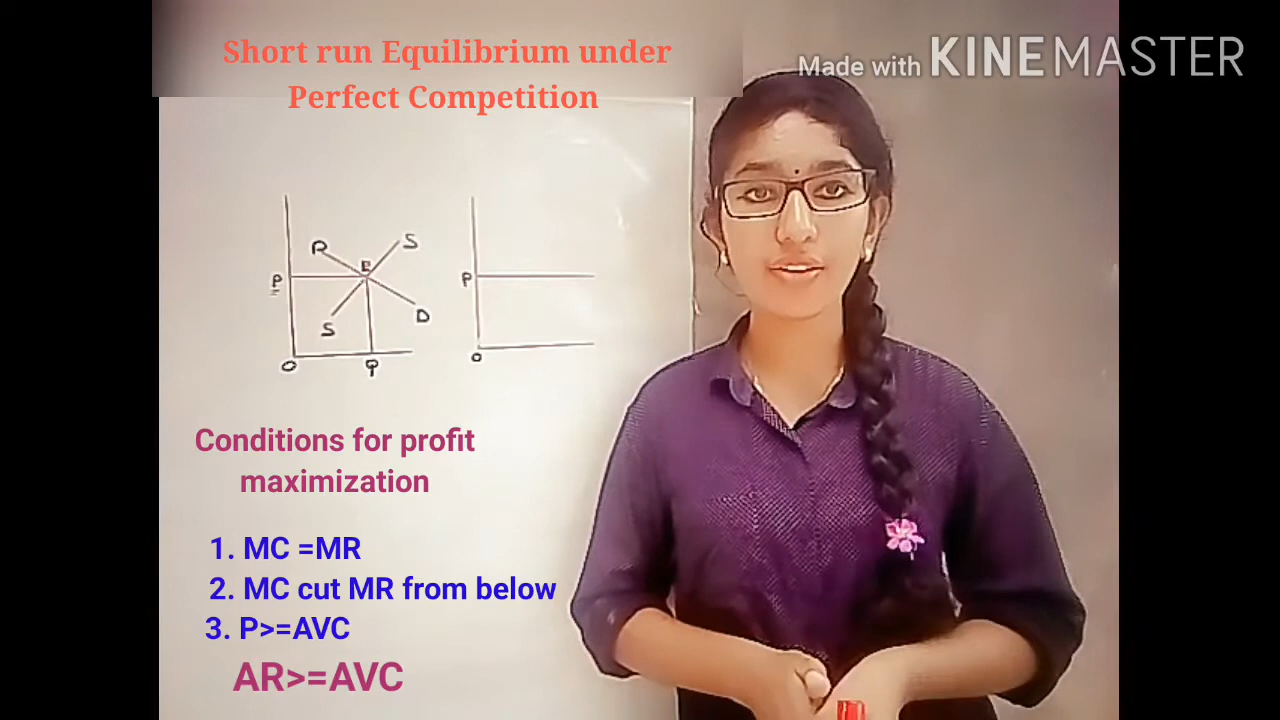 Short run Equilibrium under
Perfect Competition
Made with KINEMASTER
R S
E
P
S D
O Q
P
O
Conditions for profit
maximization
1. MC =MR
2. MC cut MR from below
3. P>=AVC
AR>=AVC